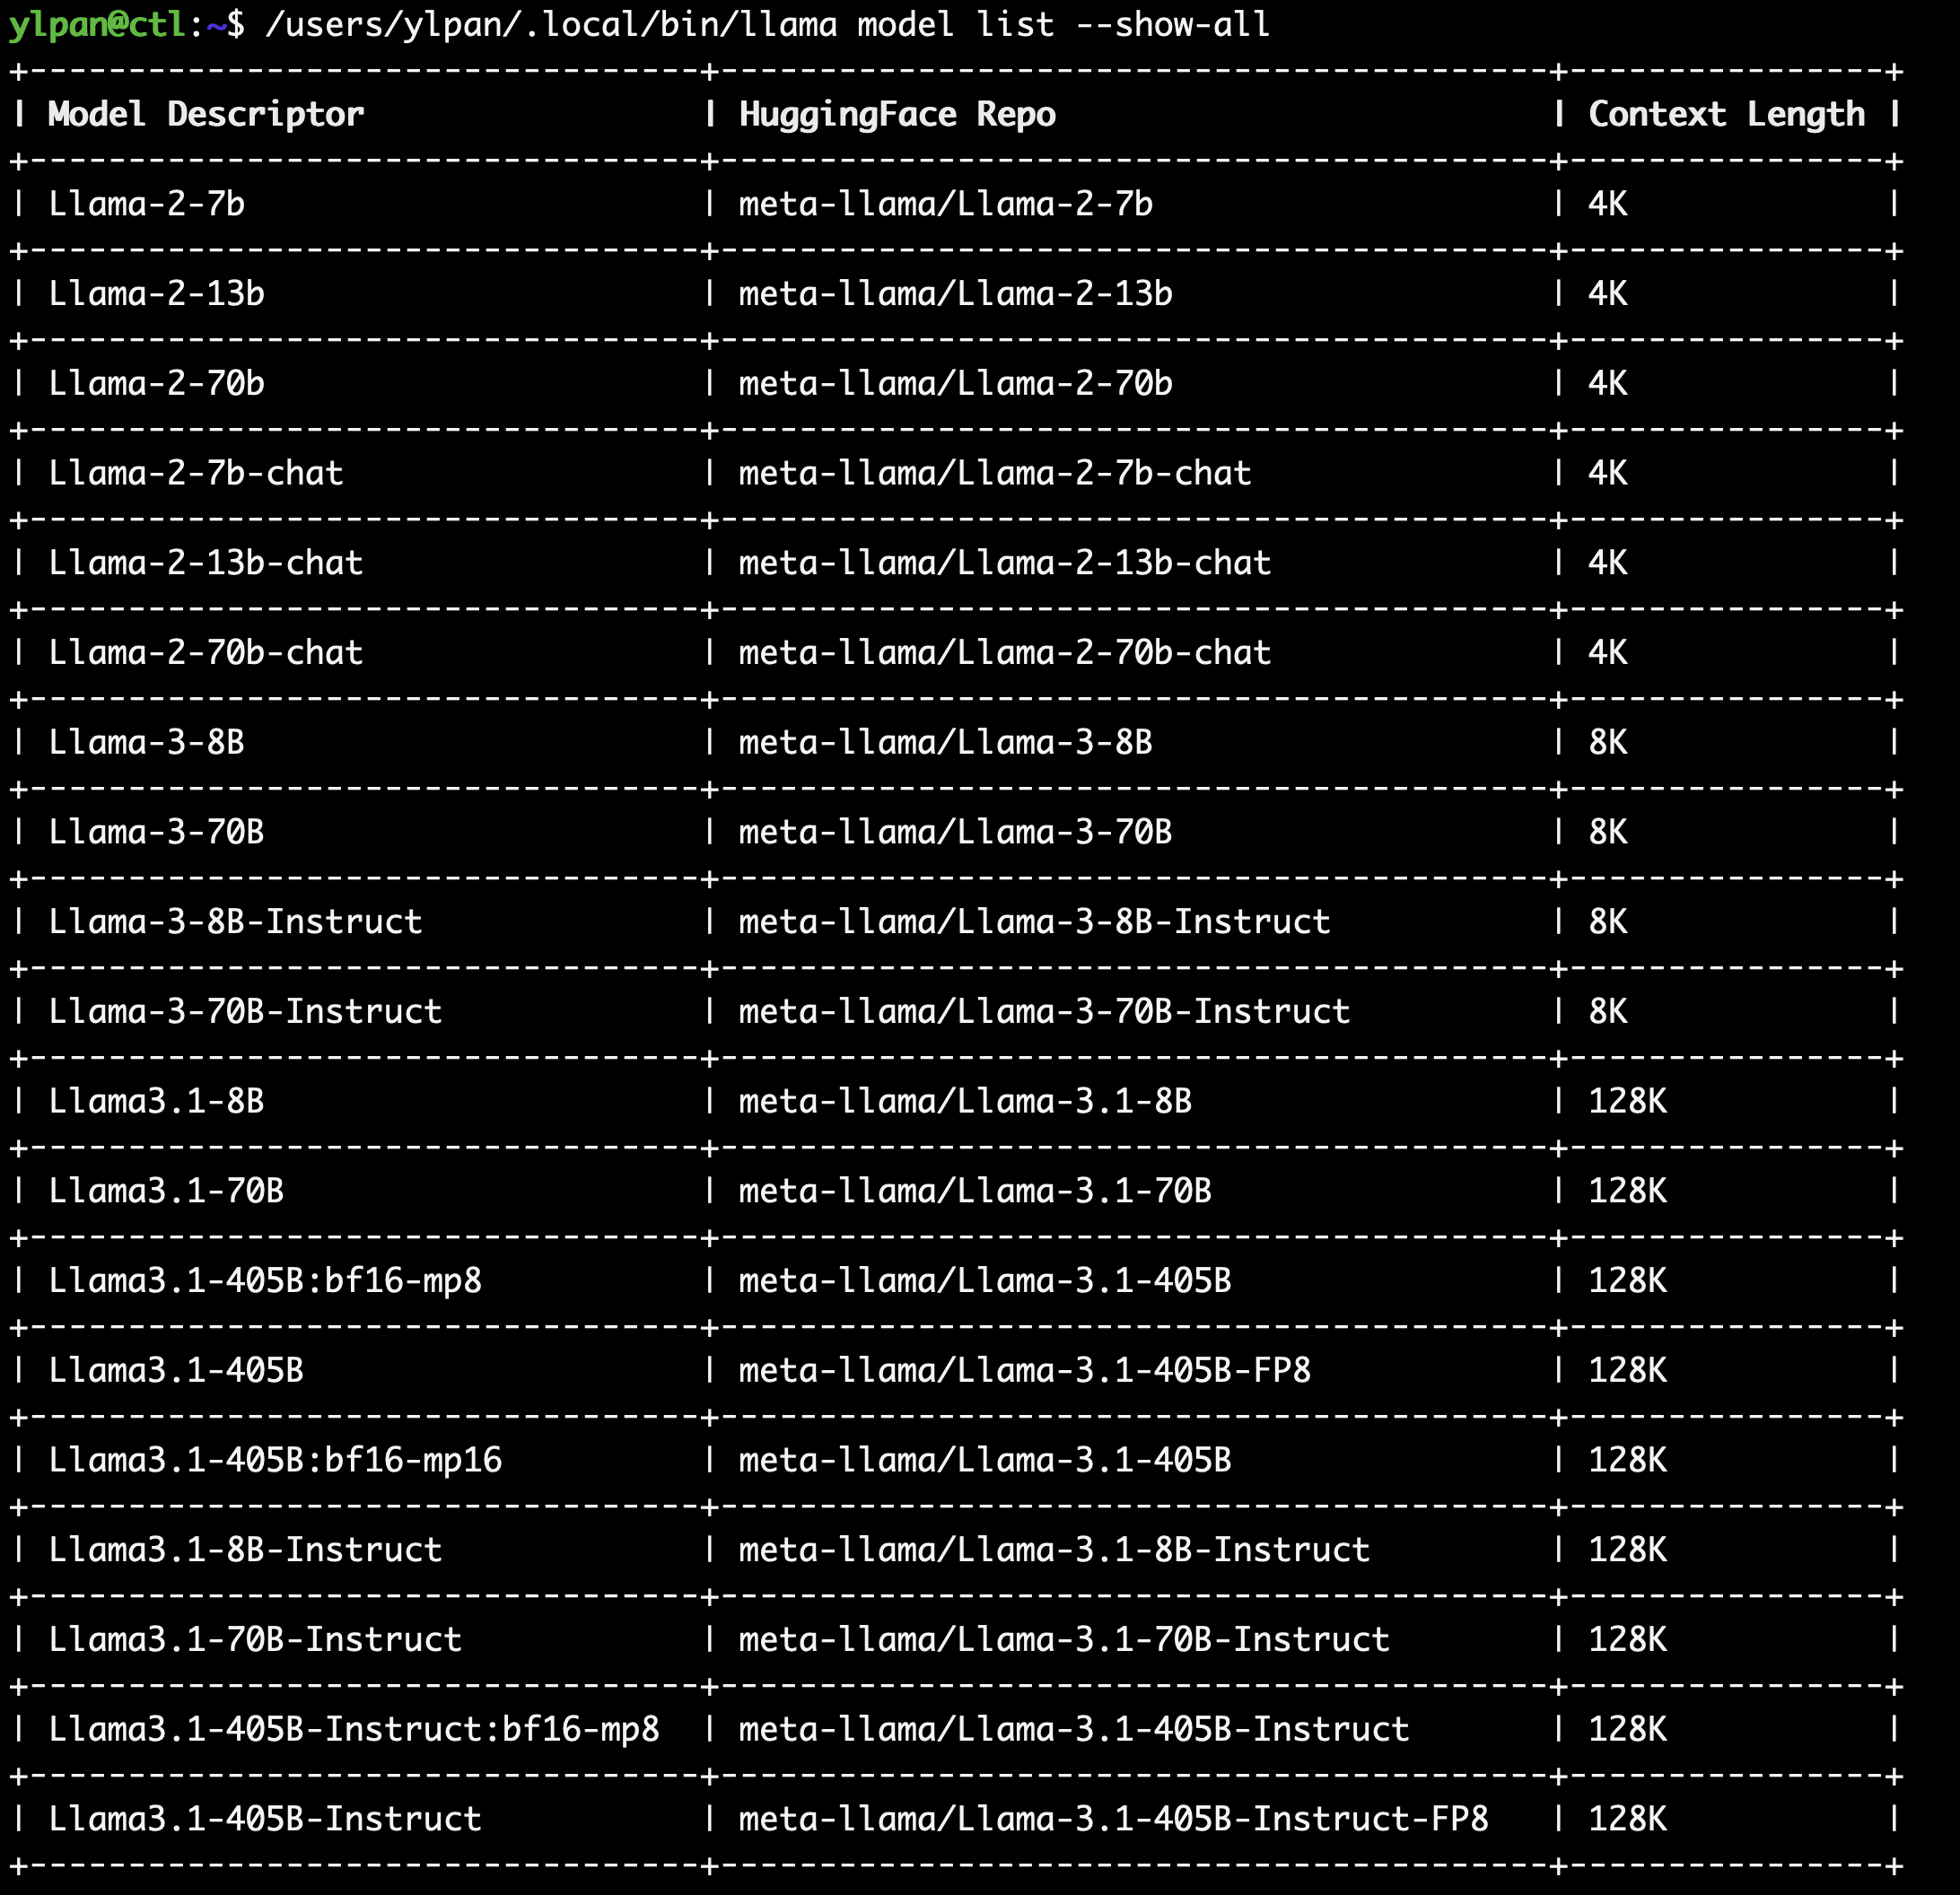 ylpan@ctl:~$ /users/ylpan/.local/bin/llama model list --show-all
+----------------------------------+------------------------------------------+----------------+
| Model Descriptor                 | HuggingFace Repo                         | Context Length |
+----------------------------------+------------------------------------------+----------------+
| Llama-2-7b                       | meta-llama/Llama-2-7b                    | 4K             |
+----------------------------------+------------------------------------------+----------------+
| Llama-2-13b                      | meta-llama/Llama-2-13b                   | 4K             |
+----------------------------------+------------------------------------------+----------------+
| Llama-2-70b                      | meta-llama/Llama-2-70b                   | 4K             |
+----------------------------------+------------------------------------------+----------------+
| Llama-2-7b-chat                  | meta-llama/Llama-2-7b-chat               | 4K             |
+----------------------------------+------------------------------------------+----------------+
| Llama-2-13b-chat                 | meta-llama/Llama-2-13b-chat              | 4K             |
+----------------------------------+------------------------------------------+----------------+
| Llama-2-70b-chat                 | meta-llama/Llama-2-70b-chat              | 4K             |
+----------------------------------+------------------------------------------+----------------+
| Llama-3-8B                       | meta-llama/Llama-3-8B                    | 8K             |
+----------------------------------+------------------------------------------+----------------+
| Llama-3-70B                      | meta-llama/Llama-3-70B                   | 8K             |
+----------------------------------+------------------------------------------+----------------+
| Llama-3-8B-Instruct              | meta-llama/Llama-3-8B-Instruct           | 8K             |
+----------------------------------+------------------------------------------+----------------+
| Llama-3-70B-Instruct             | meta-llama/Llama-3-70B-Instruct          | 8K             |
+----------------------------------+------------------------------------------+----------------+
| Llama3.1-8B                      | meta-llama/Llama-3.1-8B                  | 128K           |
+----------------------------------+------------------------------------------+----------------+
| Llama3.1-70B                     | meta-llama/Llama-3.1-70B                 | 128K           |
+----------------------------------+------------------------------------------+----------------+
| Llama3.1-405B:bf16-mp8           | meta-llama/Llama-3.1-405B                | 128K           |
+----------------------------------+------------------------------------------+----------------+
| Llama3.1-405B                    | meta-llama/Llama-3.1-405B-FP8            | 128K           |
+----------------------------------+------------------------------------------+----------------+
| Llama3.1-405B:bf16-mp16          | meta-llama/Llama-3.1-405B                | 128K           |
+----------------------------------+------------------------------------------+----------------+
| Llama3.1-8B-Instruct             | meta-llama/Llama-3.1-8B-Instruct         | 128K           |
+----------------------------------+------------------------------------------+----------------+
| Llama3.1-70B-Instruct            | meta-llama/Llama-3.1-70B-Instruct        | 128K           |
+----------------------------------+------------------------------------------+----------------+
| Llama3.1-405B-Instruct:bf16-mp8  | meta-llama/Llama-3.1-405B-Instruct       | 128K           |
+----------------------------------+------------------------------------------+----------------+
| Llama3.1-405B-Instruct           | meta-llama/Llama-3.1-405B-Instruct-FP8   | 128K           |
+----------------------------------+------------------------------------------+----------------+